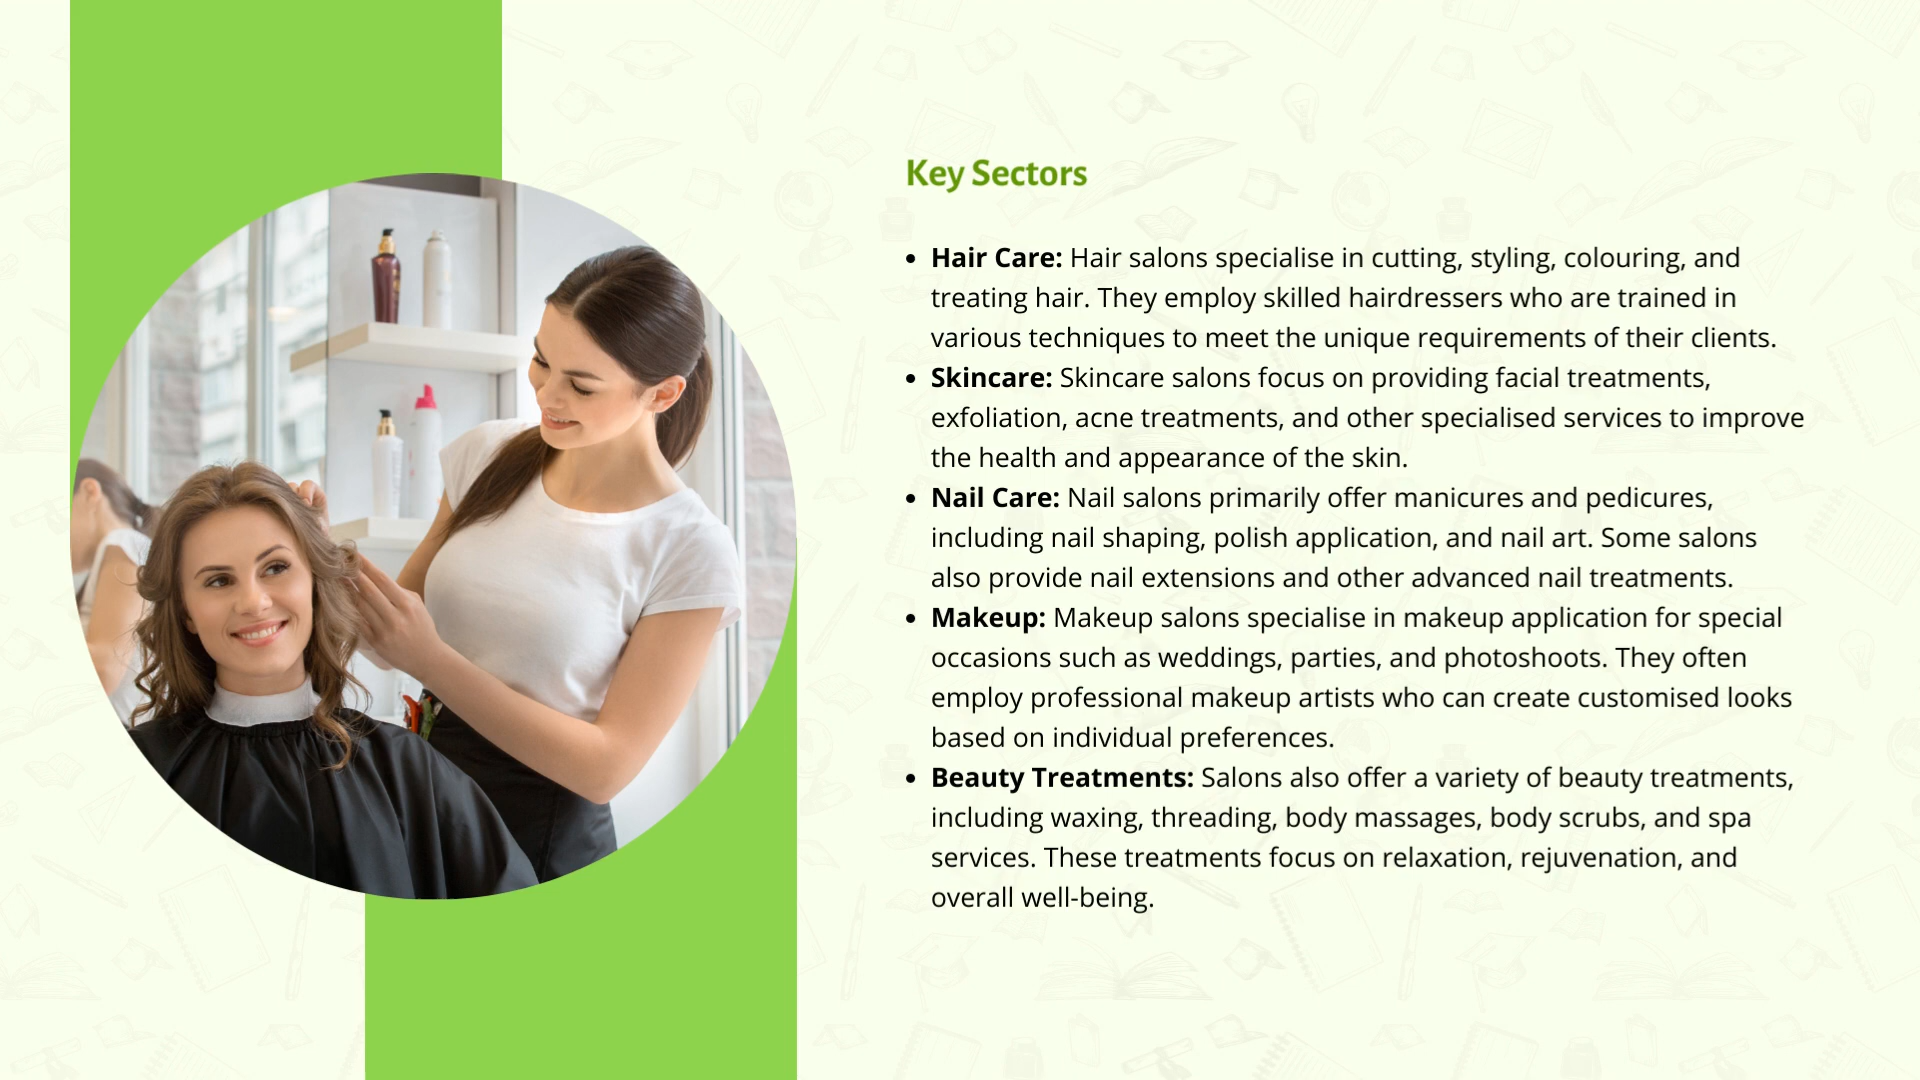 Key Sectors
• Hair Care: Hair salons specialise in cutting, styling, colouring, and
treating hair. They employ skilled hairdressers who are trained in
various techniques to meet the unique requirements of their clients.
• Skincare: Skincare salons focus on providing facial treatments,
exfoliation, acne treatments, and other specialised services to improve
the health and appearance of the skin.
• Nail Care: Nail salons primarily offer manicures and pedicures,
including nail shaping, polish application, and nail art. Some salons
also provide nail extensions and other advanced nail treatments.
• Makeup: Makeup salons specialise in makeup application for special
occasions such as weddings, parties, and photoshoots. They often
employ professional makeup artists who can create customised looks
based on individual preferences.
• Beauty Treatments: Salons also offer a variety of beauty treatments,
including waxing, threading, body massages, body scrubs, and spa
services. These treatments focus on relaxation, rejuvenation, and
overall well-being.